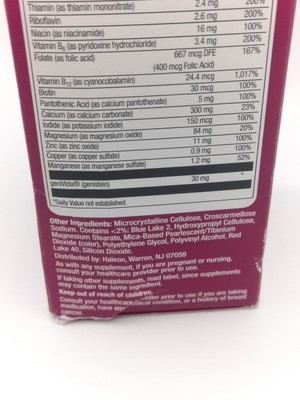 Thiamin (as thiamin mononitrate) 2.4 mg 200%
Riboflavin 2.6 mg 200%
Niacin (as niacinamide) 16 mg 100%
Vitamin B6 (as pyridoxine hydrochloride) 3.4 mg 200%
Folate (as folic acid) 667 mcg DFE 167%
(400 mcg Folic Acid)
Vitamin B12 (as cyanocobalamin) 24.4 mcg 1,017%
Biotin 30 mcg 100%
Pantothenic Acid (as calcium pantothenate) 5 mg 100%
Calcium (as calcium carbonate) 300 mg 23%
Iodine (as potassium iodide) 150 mcg 100%
Magnesium (as magnesium oxide) 84 mg 20%
Zinc (as zinc oxide) 11 mg 100%
Copper (as copper sulfate) 0.9 mg 100%
Manganese (as manganese sulfate) 1.2 mg 52%
genVida® (genistein) 30 mg *
*Daily Value not established.
Other Ingredients: Microcrystalline Cellulose, Croscarmellose
Sodium. Contains <2%: Blue Lake 2, Hydroxypropyl Cellulose,
Magnesium Stearate, Mica-Based Pearlescent/Titanium
Dioxide (color), Polyethylene Glycol, Polyvinyl Alcohol, Red
Lake 40, Silicon Dioxide.
Distributed by: Haleon, Warren, NJ 07059
As with any supplement, if you are pregnant or nursing,
consult your healthcare provider prior to use.
If taking other supplements, read label, since supplements
may contain the same ingredient.
Keep out of reach of children.
Consult your healthcare provider prior to use if you are taking
medication, have any medical condition, or a history of breast
cancer.